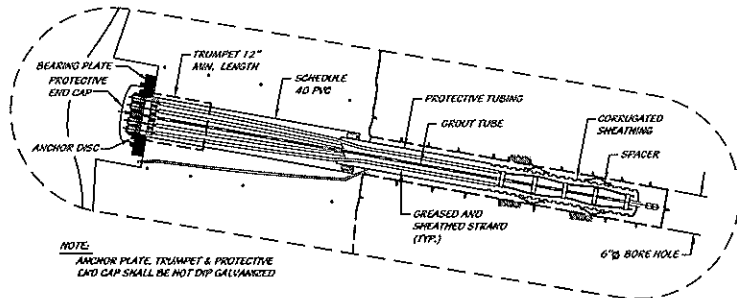 BEARING PLATE
PROTECTIVE
END CAP
ANCHOR DISC
TRUMPET 12"
MIN. LENGTH
SCHEDULE
40 PVC
PROTECTIVE TUBING
GROUT TUBE
CORRUGATED
SHEATHING
SPACER
GREASED AND
SHEATHED STRAND
(TYP.)
6"Ø BORE HOLE
NOTE:
ANCHOR PLATE, TRUMPET & PROTECTIVE
END CAP SHALL BE HOT DIP GALVANIZED